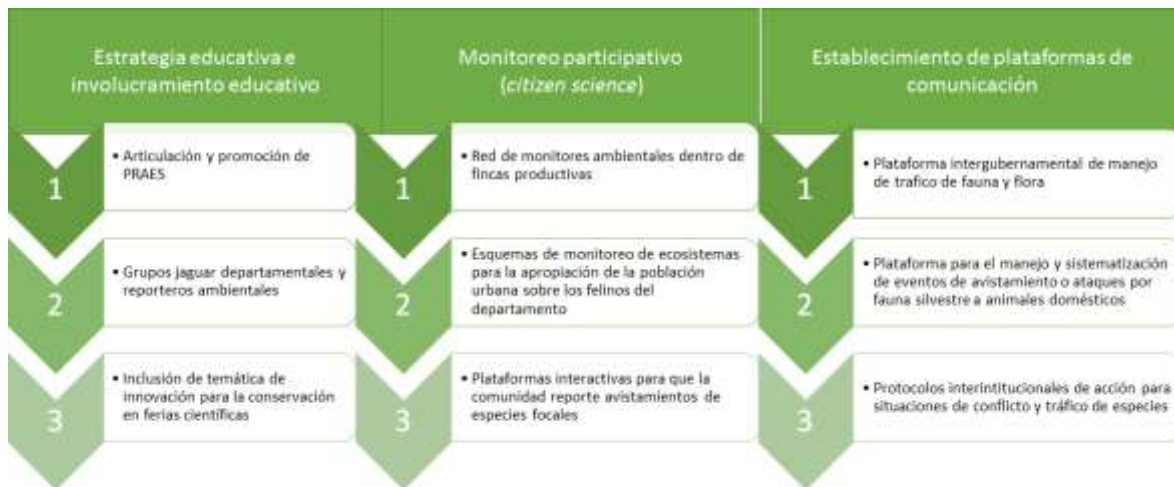 Estrategia educativa e
involucramiento educativo
1
• Articulación y promoción de
PRAES
2
• Grupos jaguar departamentales y
reporteros ambientales
3
• Inclusión de temática de
innovación para la conservación
en ferias científicas
Monitoreo participativo
(citizen science)
1
• Red de monitores ambientales dentro de
fincas productivas
2
• Esquemas de monitoreo de ecosistemas
para la apropiación de la población
urbana sobre los felinos del
departamento
3
• Plataformas interactivas para que la
comunidad reporte avistamientos de
especies focales
Establecimiento de plataformas de
comunicación
1
• Plataforma intergubernamental de manejo
de trafico de fauna y flora
2
• Plataforma para el manejo y sistematización
de eventos de avistamiento o ataques por
fauna silvestre a animales domésticos
3
• Protocolos interintitucionales de acción para
situaciones de conflicto y tráfico de especies